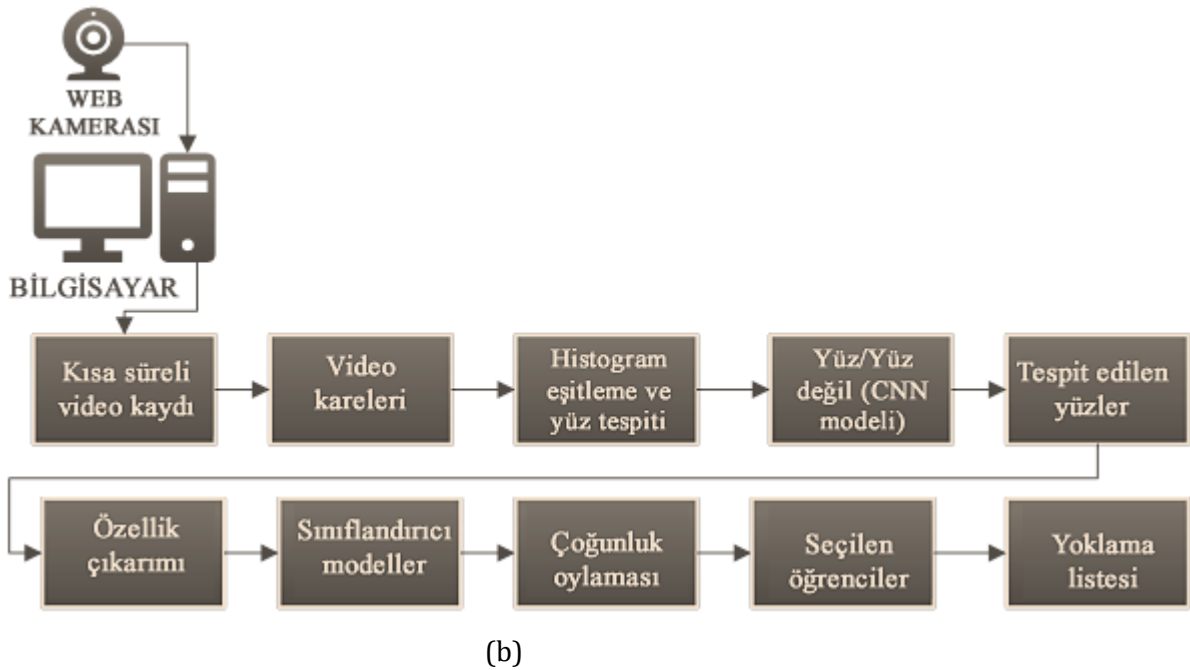 WEB
KAMERASI
BİLGİSAYAR
Kısa süreli
video kaydı
Video
kareleri
Histogram
eşitleme ve
yüz tespiti
Yüz/Yüz
değil (CNN
modeli)
Tespit edilen
yüzler
Özellik
çıkarımı
Sınıflandırıcı
modeller
Çoğunluk
oylaması
Seçilen
öğrenciler
Yoklama
listesi
(b)